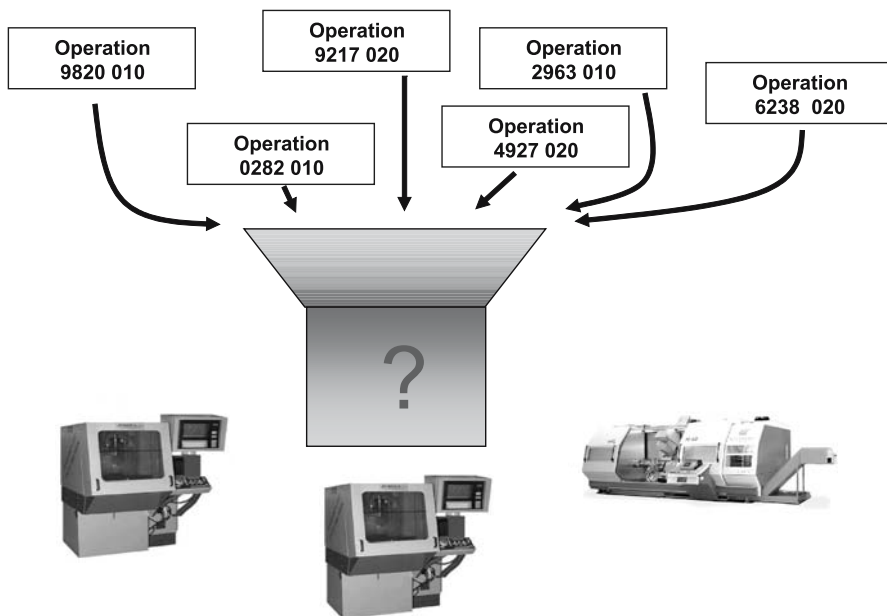 Operation
9820 010
Operation
9217 020
Operation
2963 010
Operation
6238 020
Operation
0282 010
Operation
4927 020
?